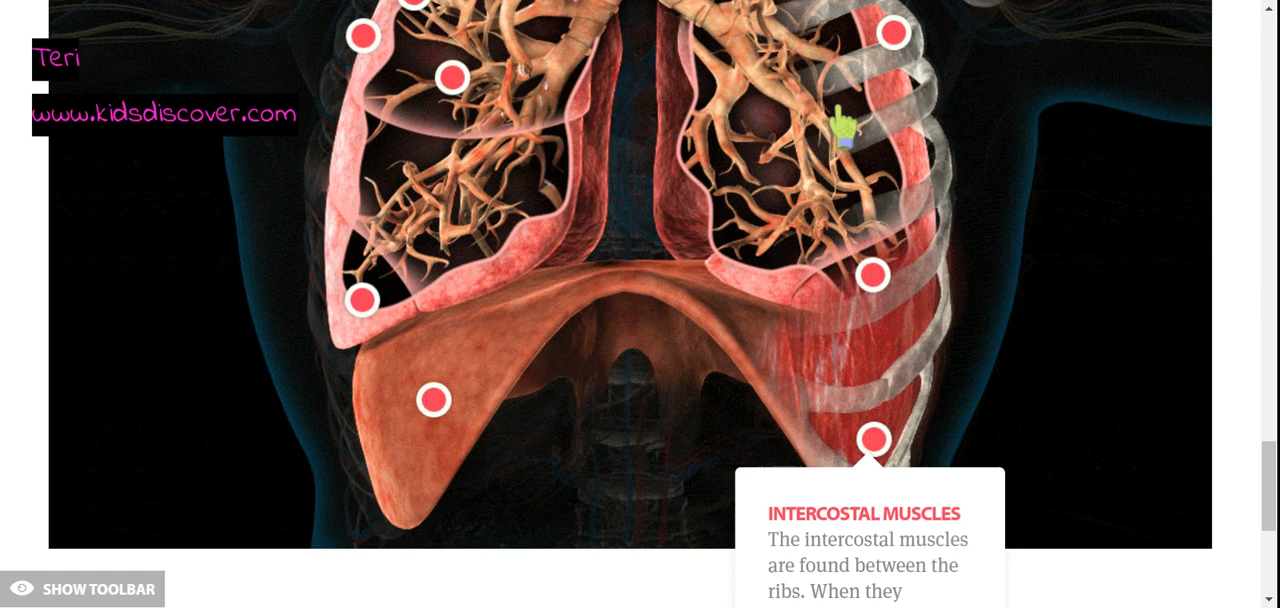 Teri
www.kidsdiscover.com
INTERCOSTAL MUSCLES
The intercostal muscles
are found between the
ribs. When they
SHOW TOOLBAR